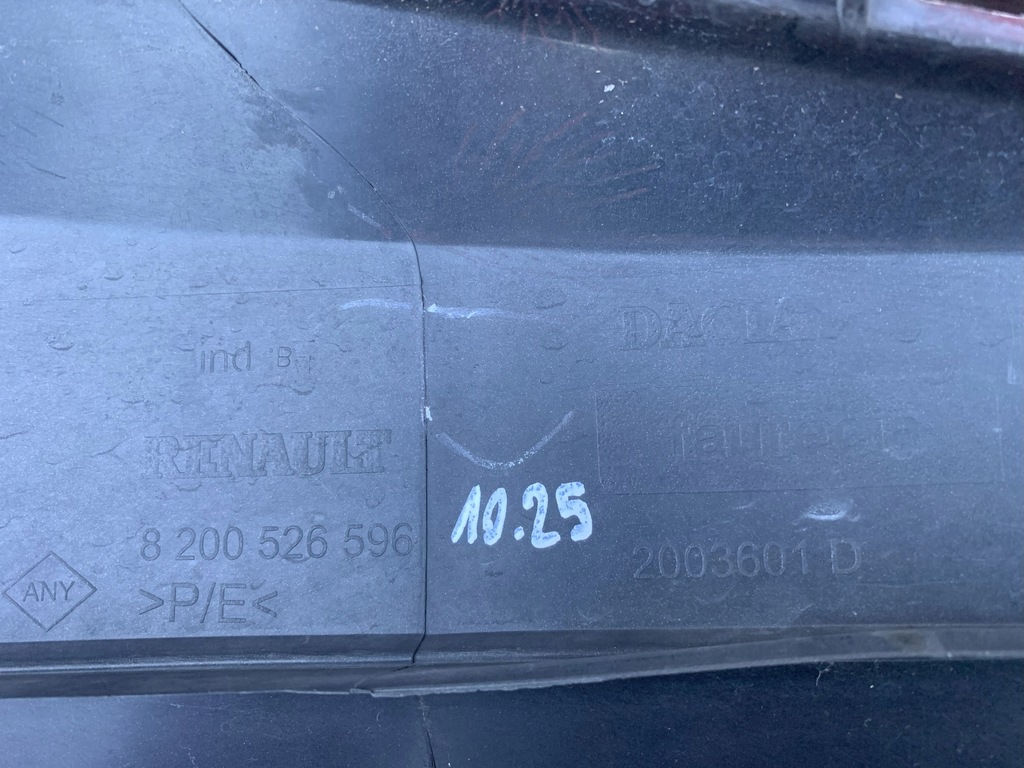 ind B
RENAULT
8 200 526 596
ANY
>P/E<
DACIA
faurecia
10.25
2003601 D